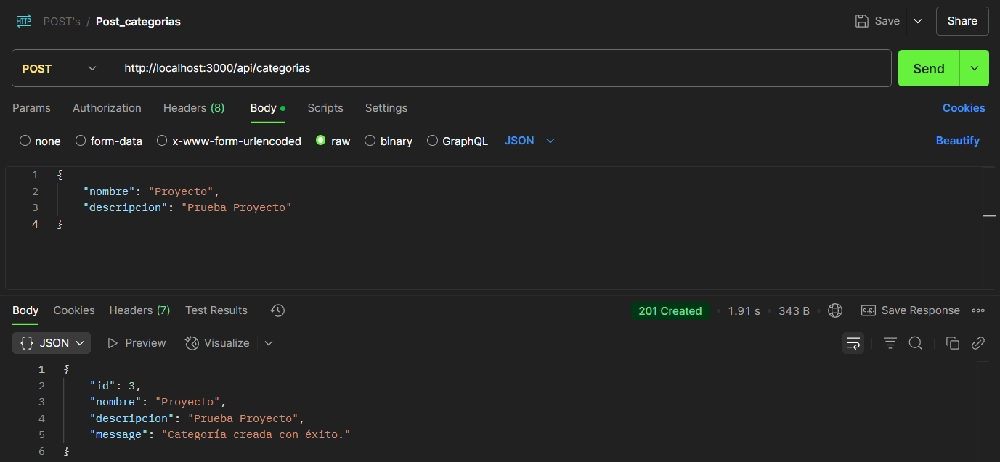 HTTP POST's / Post_categorias Save Share
POST http://localhost:3000/api/categorias Send
Params Authorization Headers (8) Body Scripts Settings Cookies
none form-data x-www-form-urlencoded raw binary GraphQL JSON Beautify
1 {
2 "nombre": "Proyecto",
3 "descripcion": "Prueba Proyecto"
4 }
Body Cookies Headers (7) Test Results 201 Created • 1.91 s • 343 B • e.g. Save Response
{} JSON Preview Visualize
1 {
2 "id": 3,
3 "nombre": "Proyecto",
4 "descripcion": "Prueba Proyecto",
5 "message": "Categoría creada con éxito."
6 }